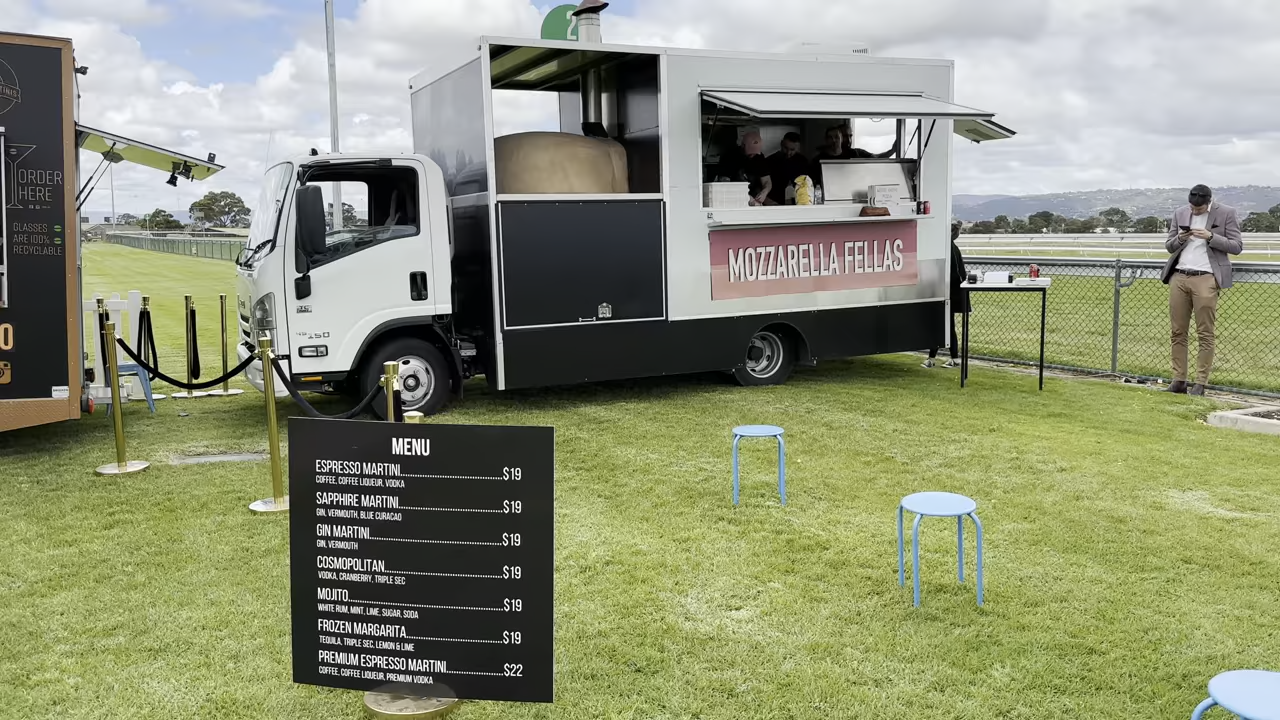 2
ORDER
HERE
GLASSES
ARE 100%
RECYCLABLE
MOZZARELLA FELLAS
MENU
ESPRESSO MARTINI $19
COFFEE, COFFEE LIQUEUR, VODKA
SAPPHIRE MARTINI $19
GIN, VERMOUTH, BLUE CURACAO
GIN MARTINI $19
GIN, VERMOUTH
COSMOPOLITAN $19
VODKA, CRANBERRY, TRIPLE SEC
MOJITO $19
WHITE RUM, MINT, LIME, SUGAR, SODA
FROZEN MARGARITA $19
TEQUILA, TRIPLE SEC, LEMON & LIME
PREMIUM ESPRESSO MARTINI $22
COFFEE, COFFEE LIQUEUR, PREMIUM VODKA